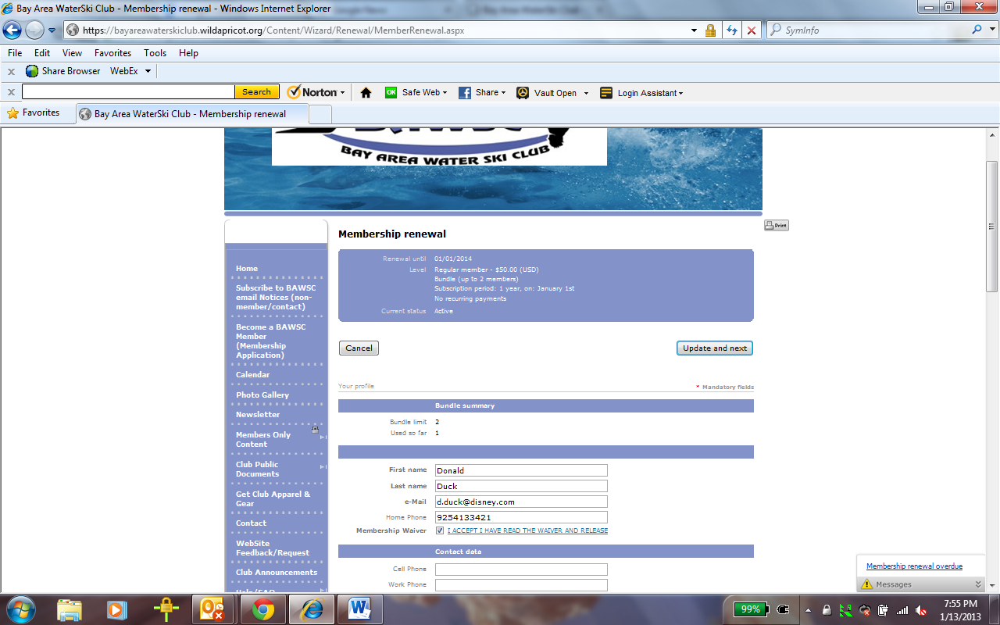 Bay Area WaterSki Club - Membership renewal - Windows Internet Explorer
https://bayareawaterskiclub.wildapricot.org/Content/Wizard/Renewal/MemberRenewal.aspx
SymInfo
File Edit View Favorites Tools Help
x Share Browser WebEx
x Search Norton Safe Web Share Vault Open Login Assistant
OK
Favorites
Bay Area WaterSki Club - Membership renewal
BAY AREA WATER SKI CLUB
Print
Membership renewal
Renewal until 01/01/2014
Level Regular member - $50.00 (USD)
Bundle (up to 2 members)
Subscription period: 1 year, on: January 1st
No recurring payments
Current status Active
Cancel Update and next
Your profile * Mandatory fields
Bundle summary
Bundle limit 2
Used so far 1
First name Donald
Last name Duck
e-Mail d.duck@disney.com
Home Phone 9254133421
Membership Waiver I ACCEPT I HAVE READ THE WAIVER AND RELEASE
Contact data
Cell Phone
Work Phone
Home
Subscribe to BAWSC
email Notices (non-
member/contact)
Become a BAWSC
Member
(Membership
Application)
Calendar
Photo Gallery
Newsletter
Members Only
Content
Club Public
Documents
Get Club Apparel &
Gear
Contact
WebSite
Feedback/Request
Club Announcements
Help/FAQ
Membership renewal overdue
Messages
99%
7:55 PM
1/13/2013